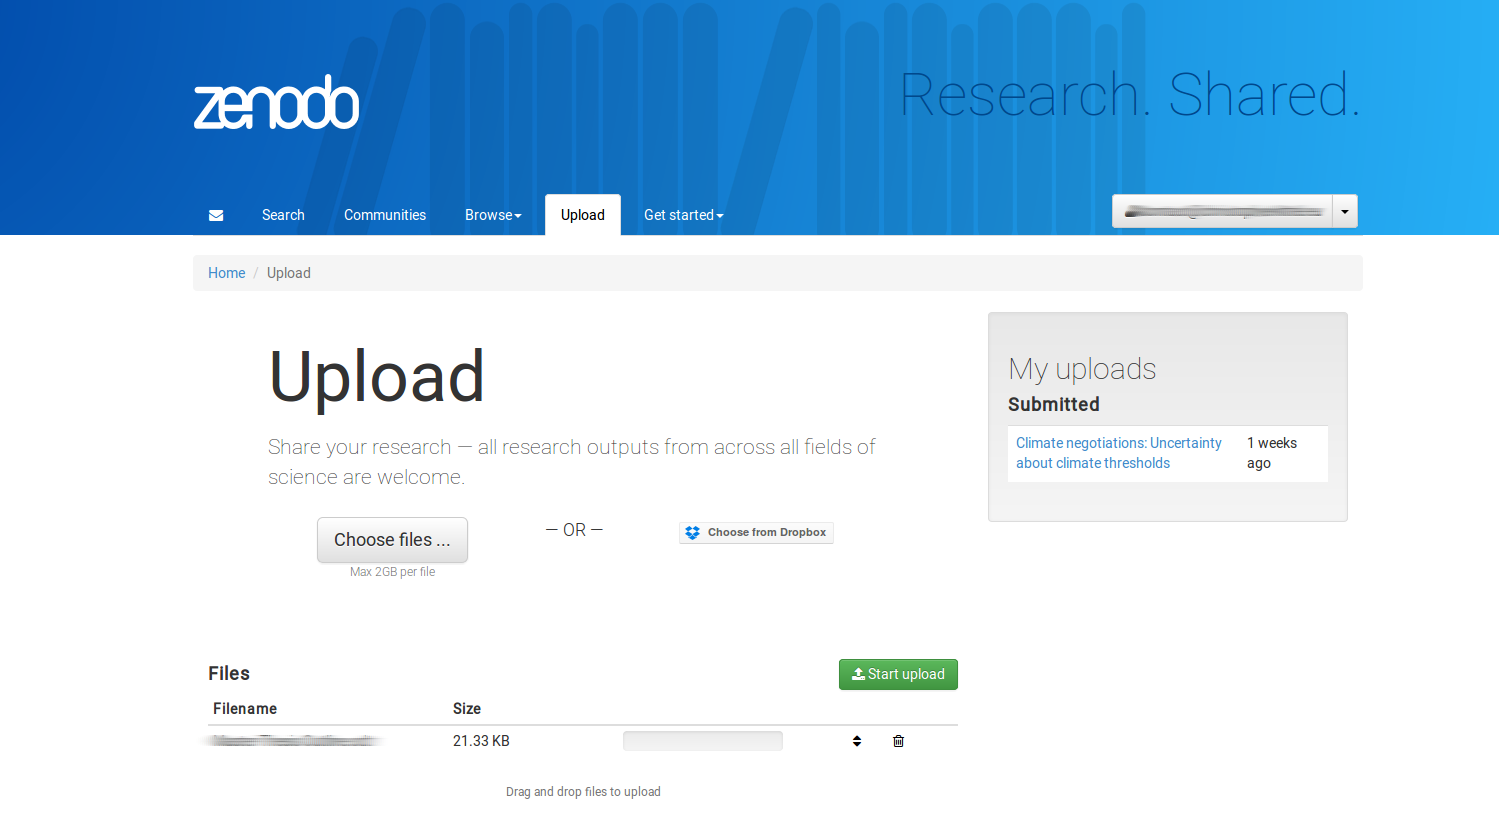 zenodo
Research. Shared.
Search Communities Browse Upload Get started
Home / Upload
Upload
Share your research — all research outputs from across all fields of
science are welcome.
Choose files ...
— OR —
Choose from Dropbox
Max 2GB per file
My uploads
Submitted
Climate negotiations: Uncertainty
about climate thresholds
1 weeks
ago
Files
Start upload
Filename Size
21.33 KB
Drag and drop files to upload